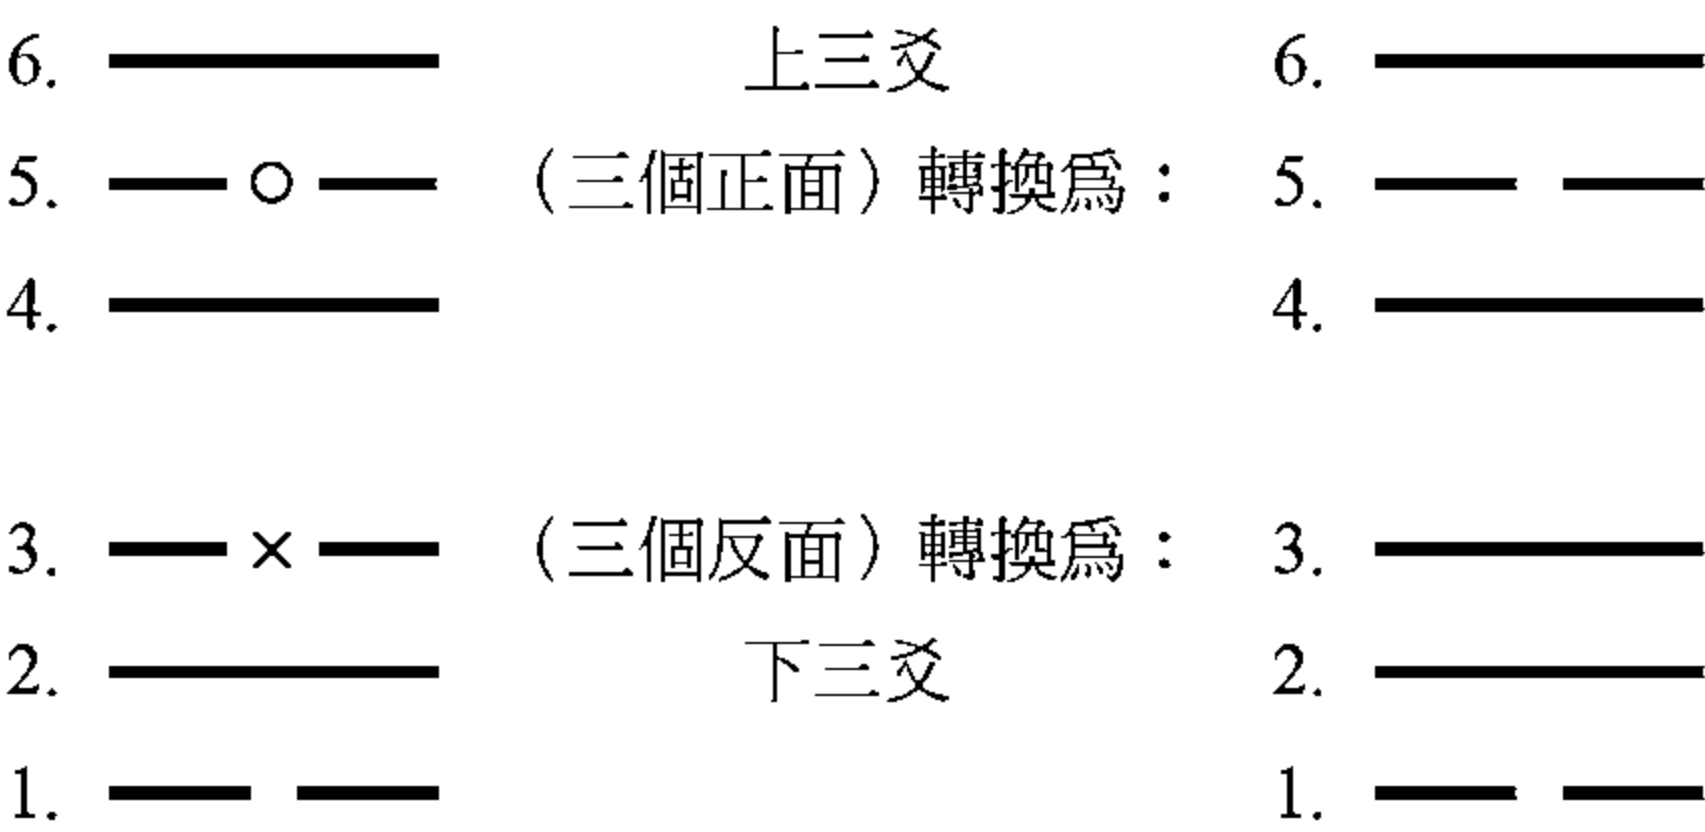 6. 上三爻 6.
5. （三個正面）轉換爲： 5.
4. 4.
3. （三個反面）轉換爲： 3.
2. 下三爻 2.
1. 1.